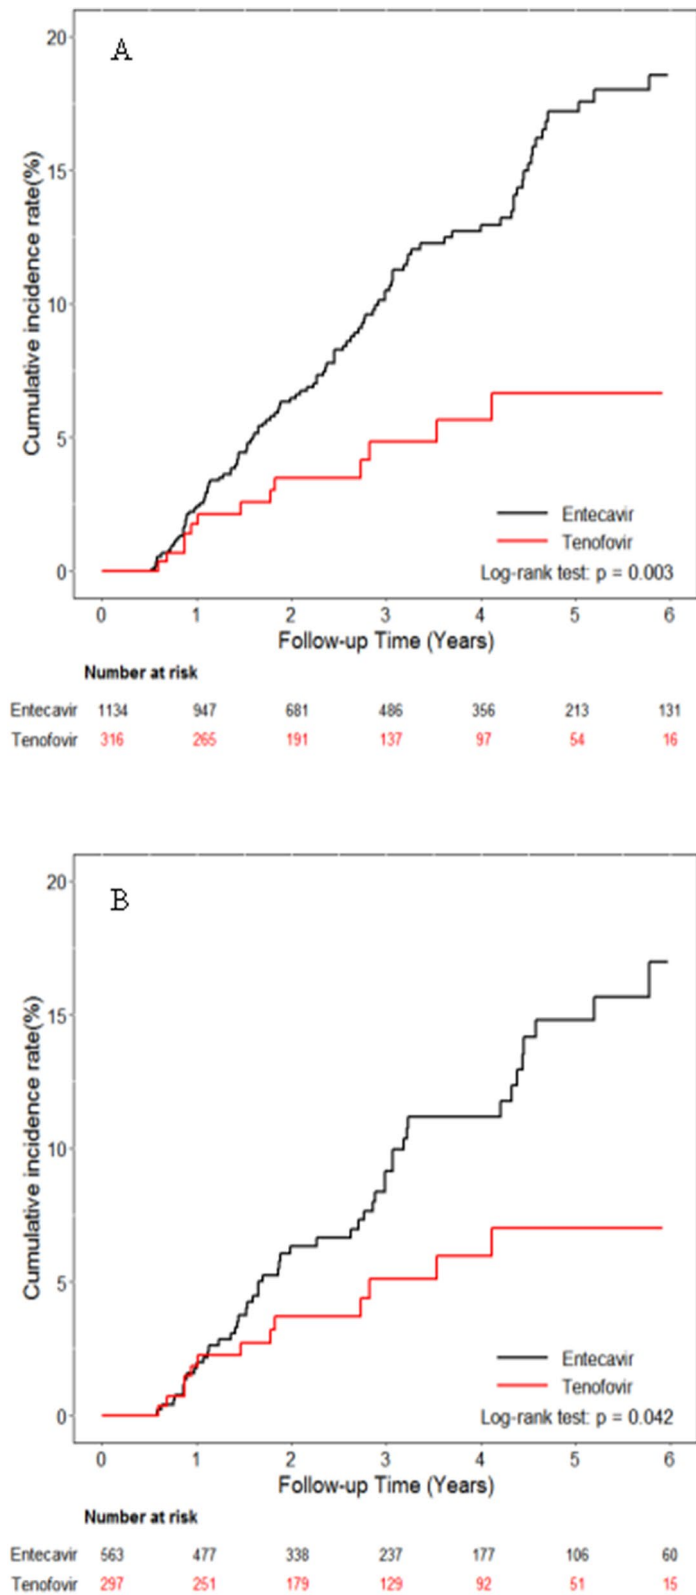 A
Cumulative incidence rate(%)
20
15
10
5
0
Entecavir
Tenofovir
Log-rank test: p = 0.003
0 1 2 3 4 5 6
Follow-up Time (Years)
Number at risk
Entecavir 1134 947 681 486 356 213 131
Tenofovir 316 265 191 137 97 54 16
B
Cumulative incidence rate(%)
20
15
10
5
0
Entecavir
Tenofovir
Log-rank test: p = 0.042
0 1 2 3 4 5 6
Follow-up Time (Years)
Number at risk
Entecavir 563 477 338 237 177 106 60
Tenofovir 297 251 179 129 92 51 15